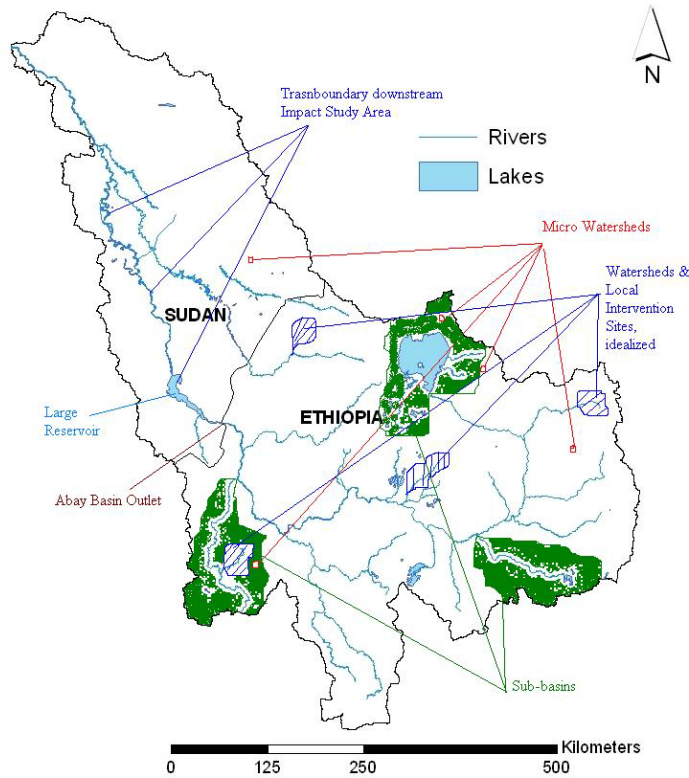 Trasnboundary downstream
Impact Study Area
N
Rivers
Lakes
Micro Watersheds
Watersheds &
Local
Intervention
Sites,
idealized
SUDAN
ETHIOPIA
Large
Reservoir
Abay Basin Outlet
Sub-basins
Kilometers
0 125 250 500